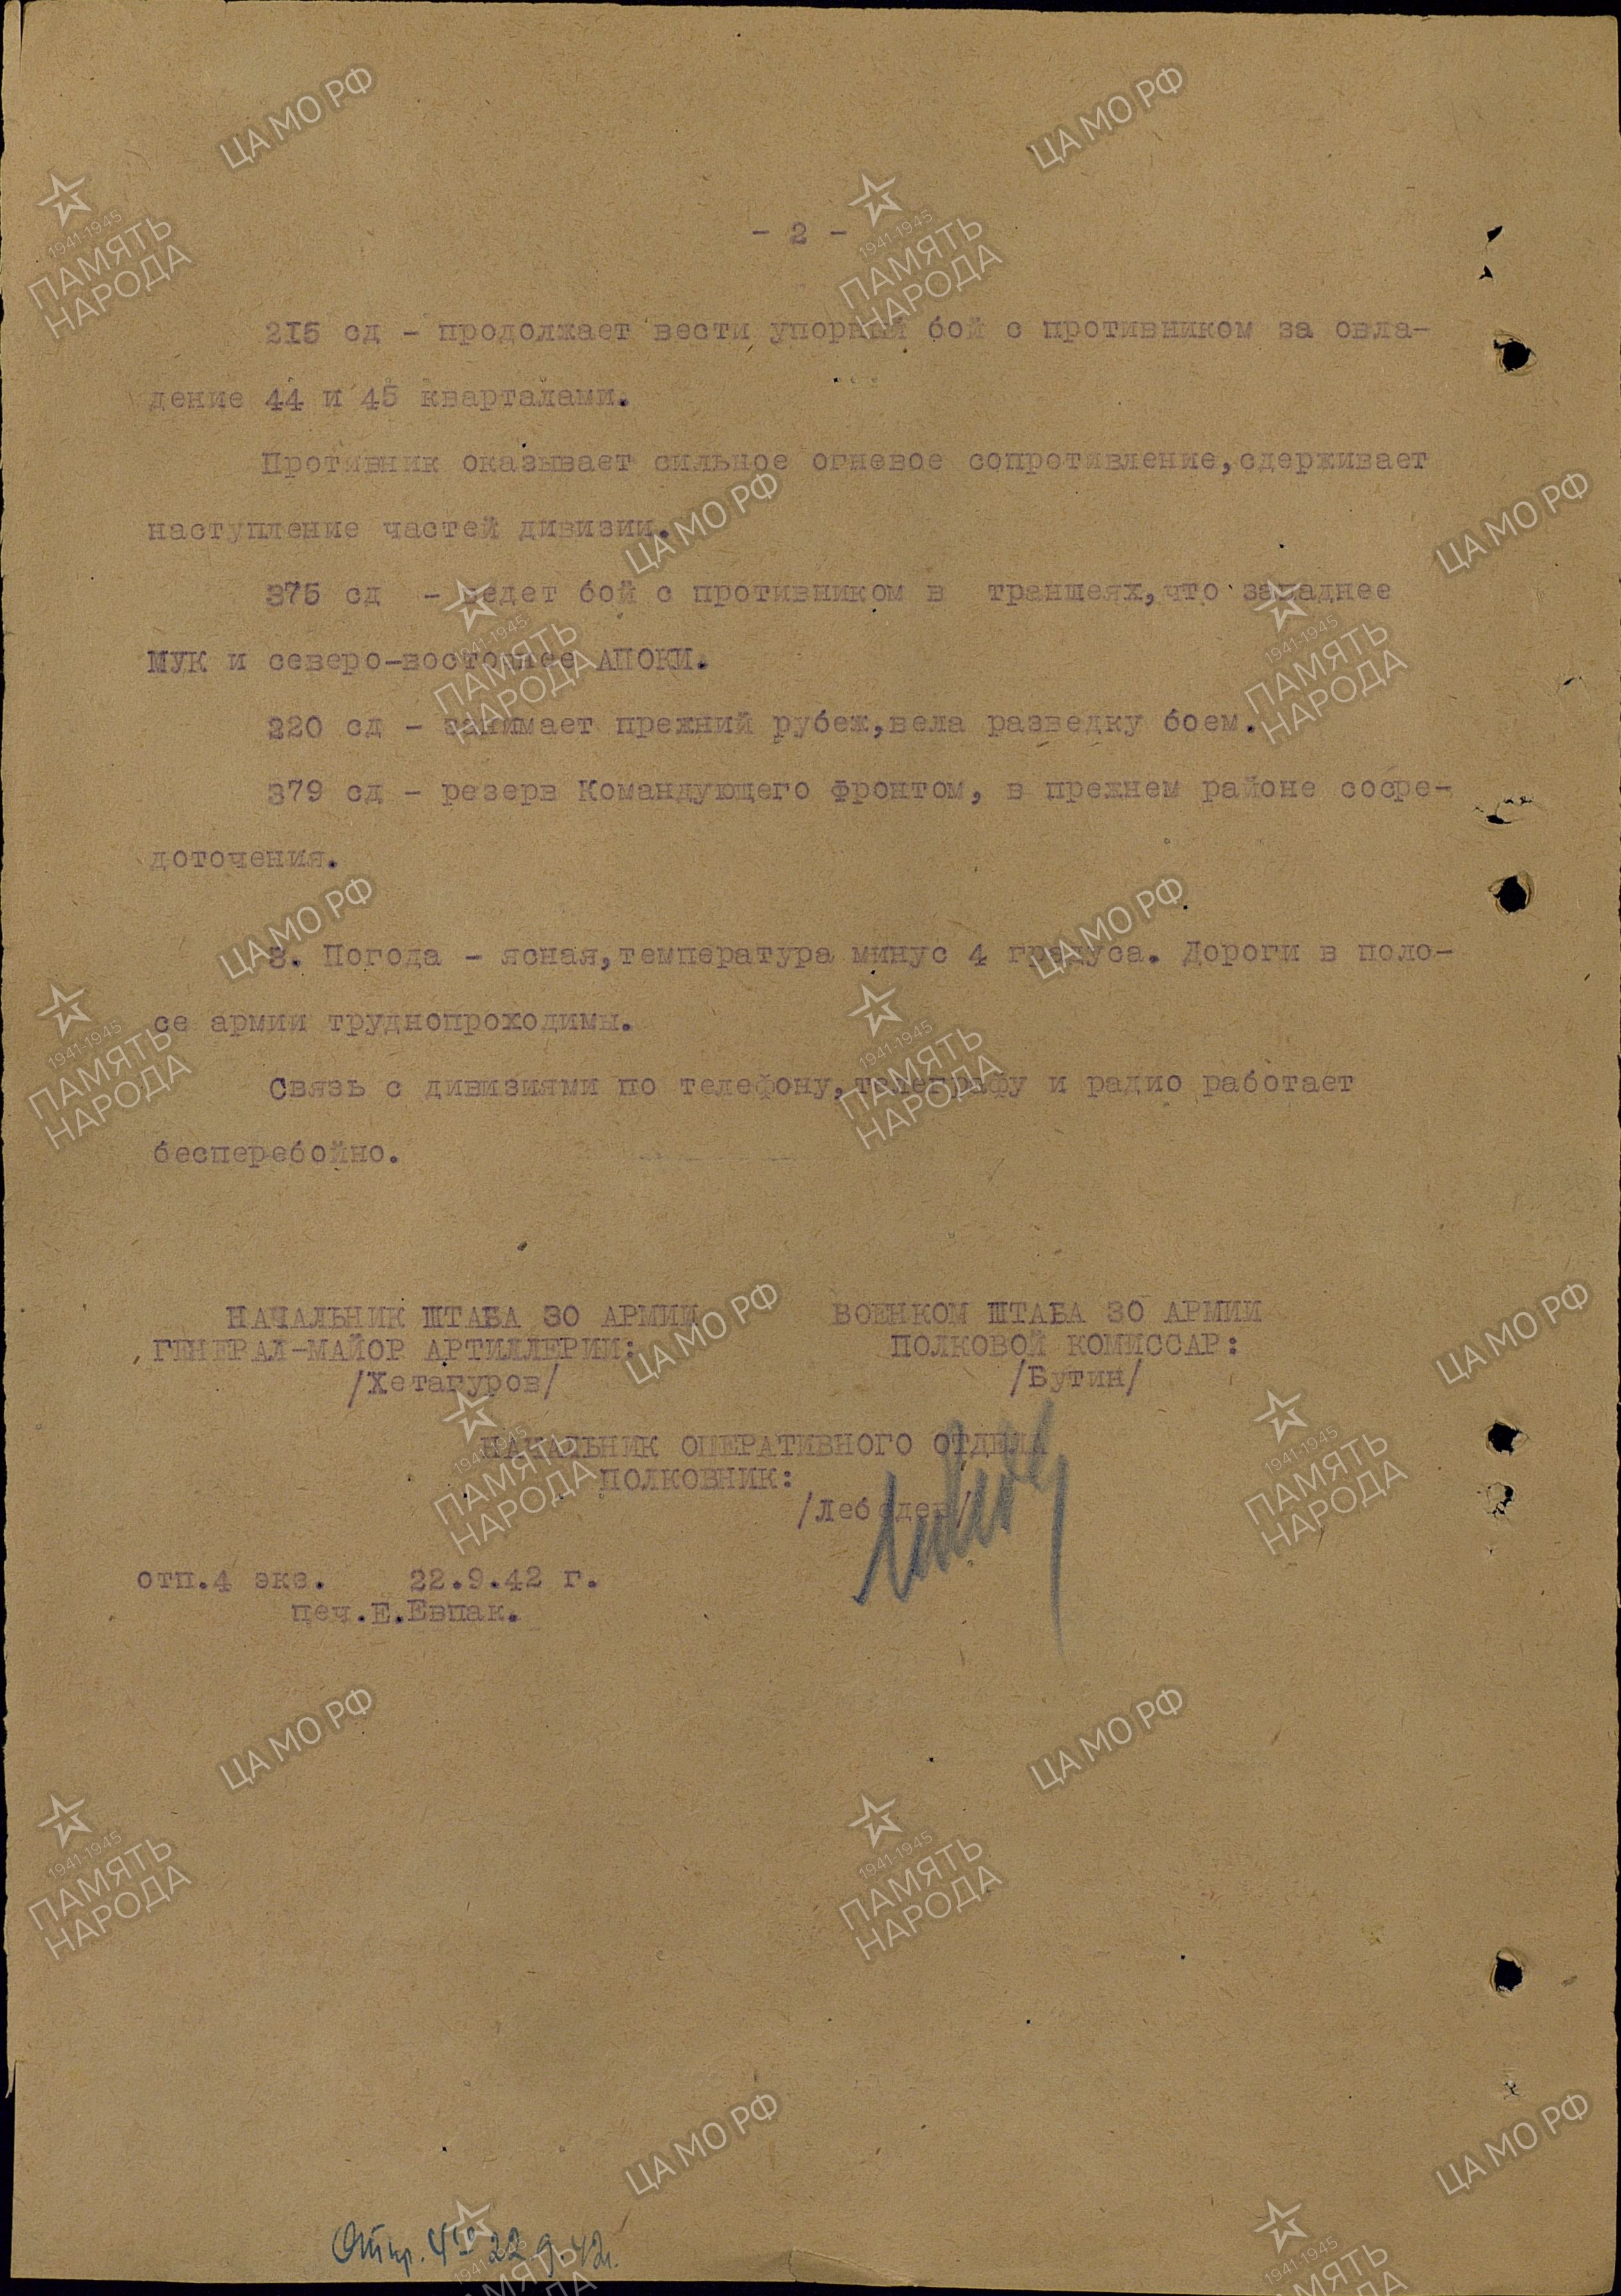 - 2 -
215 сд - продолжает вести упорный бой с противником за овла-
дение 44 и 45 кварталами.
Противник оказывает сильное огневое сопротивление,сдерживает
наступление частей дивизии.
375 сд - ведет бой с противником в траншеях,что западнее
МУК и северо-восточнее АПОКИ.
220 сд - занимает прежний рубеж,вела разведку боем.
379 сд - резерв Командующего фронтом, в прежнем районе сосре-
доточения.
3. Погода - ясная,температура минус 4 градуса. Дороги в поло-
се армии труднопроходимы.
Связь с дивизиями по телефону,телеграфу и радио работает
бесперебойно.
НАЧАЛЬНИК ШТАБА 30 АРМИИ ВОЕНКОМ ШТАБА 30 АРМИИ
ГЕНЕРАЛ-МАЙОР АРТИЛЛЕРИИ: ПОЛКОВОЙ КОМИССАР:
/Хетагуров/ /Бутин/
НАЧАЛЬНИК ОПЕРАТИВНОГО ОТДЕЛА
ПОЛКОВНИК:
/Лебедев/
отп.4 экз. 22.9.42 г.
печ.Е.Евпак.
Отпр. 4 22.9.42г.
ЦА МО РФ
1941-1945
ПАМЯТЬ
НАРОДА